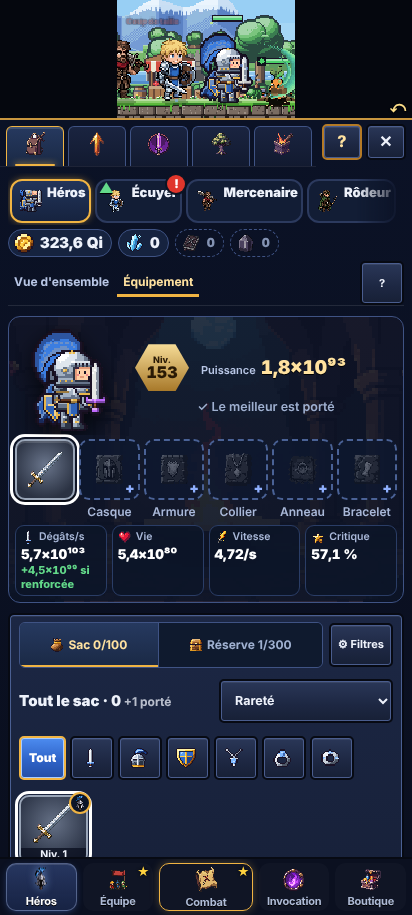 ?
×
Héros
Écuye
!
Mercenaire
Rôdeur
323,6 Qi
0
0
0
Vue d'ensemble
Équipement
?
Niv.
153
Puissance 1,8×10⁹³
✓ Le meilleur est porté
+
+
+
+
+
Casque
Armure
Collier
Anneau
Bracelet
Dégâts/s
5,7×10¹⁰³
+4,5×10⁹⁹ si
renforcée
Vie
5,4×10⁸⁰
Vitesse
4,72/s
Critique
57,1 %
Sac 0/100
Réserve 1/300
⚙ Filtres
Tout le sac · 0 +1 porté
Rareté
Tout
Niv. 1
Héros
Équipe
Combat
Invocation
Boutique